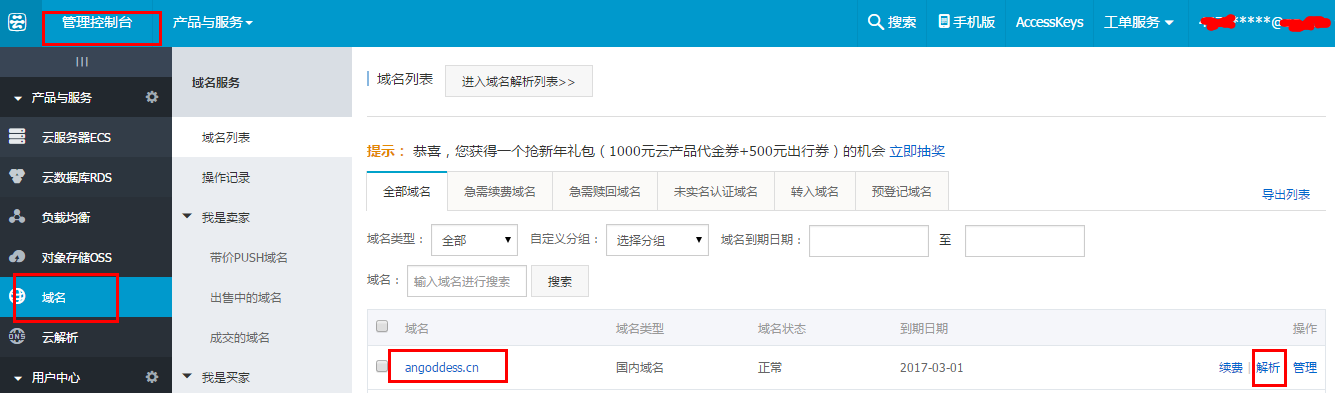 管理控制台 产品与服务 搜索 手机版 AccessKeys 工单服务 *****@
产品与服务
云服务器ECS
云数据库RDS
负载均衡
对象存储OSS
域名
DNS 云解析
用户中心
域名服务
域名列表
操作记录
我是卖家
带价PUSH域名
出售中的域名
成交的域名
我是买家
域名列表 进入域名解析列表>>
提示： 恭喜，您获得一个抢新年礼包（1000元云产品代金券+500元出行券）的机会 立即抽奖
全部域名 急需续费域名 急需赎回域名 未实名认证域名 转入域名 预登记域名 导出列表
域名类型： 全部 自定义分组： 选择分组 域名到期日期： 至
域名： 输入域名进行搜索 搜索
域名 域名类型 域名状态 到期日期 操作
angoddess.cn 国内域名 正常 2017-03-01 续费 | 解析 管理